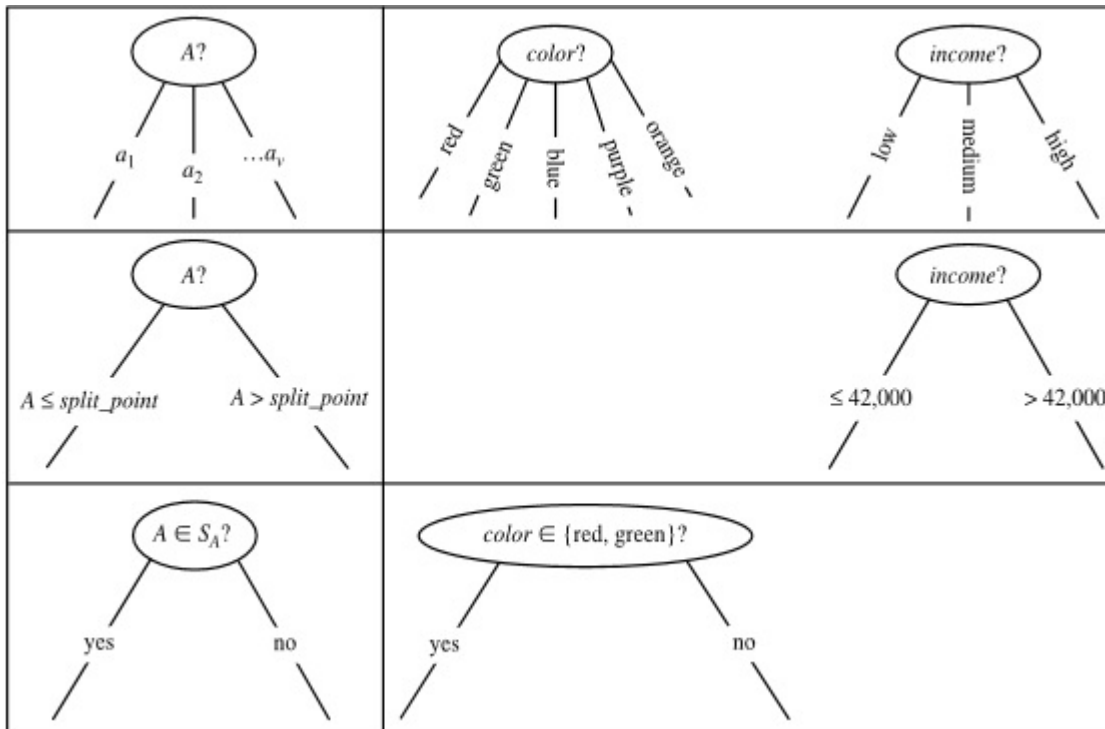 A?
a1
a2
...av
color?
red
green
blue
purple
orange
income?
low
medium
high
A?
A ≤ split_point
A > split_point
income?
≤ 42,000
> 42,000
A ∈ SA?
yes
no
color ∈ {red, green}?
yes
no